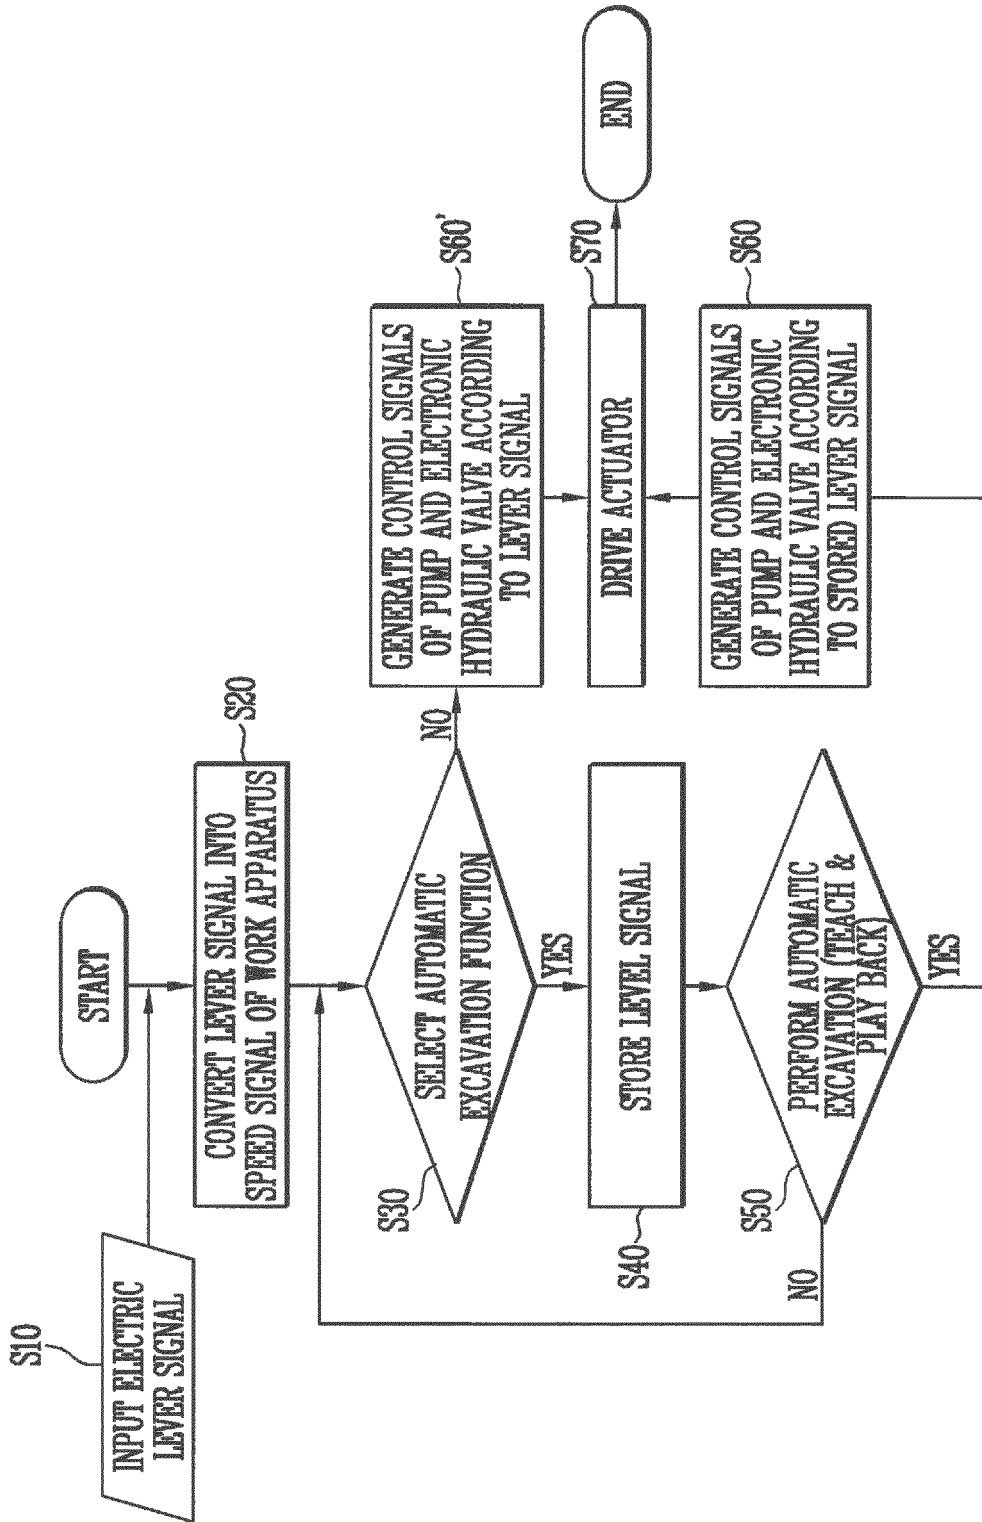 START
S10
INPUT ELECTRIC
LEVER SIGNAL
S20
CONVERT LEVER SIGNAL INTO
SPEED SIGNAL OF WORK APPARATUS
S30
SELECT AUTOMATIC
EXCAVATION FUNCTION
NO
YES
S60'
GENERATE CONTROL SIGNALS
OF PUMP AND ELECTRONIC
HYDRAULIC VALVE ACCORDING
TO LEVER SIGNAL
S40
STORE LEVEL SIGNAL
S70
DRIVE ACTUATOR
END
S50
PERFORM AUTOMATIC
EXCAVATION (TEACH &
PLAY BACK)
NO
YES
S60
GENERATE CONTROL SIGNALS
OF PUMP AND ELECTRONIC
HYDRAULIC VALVE ACCORDING
TO STORED LEVER SIGNAL